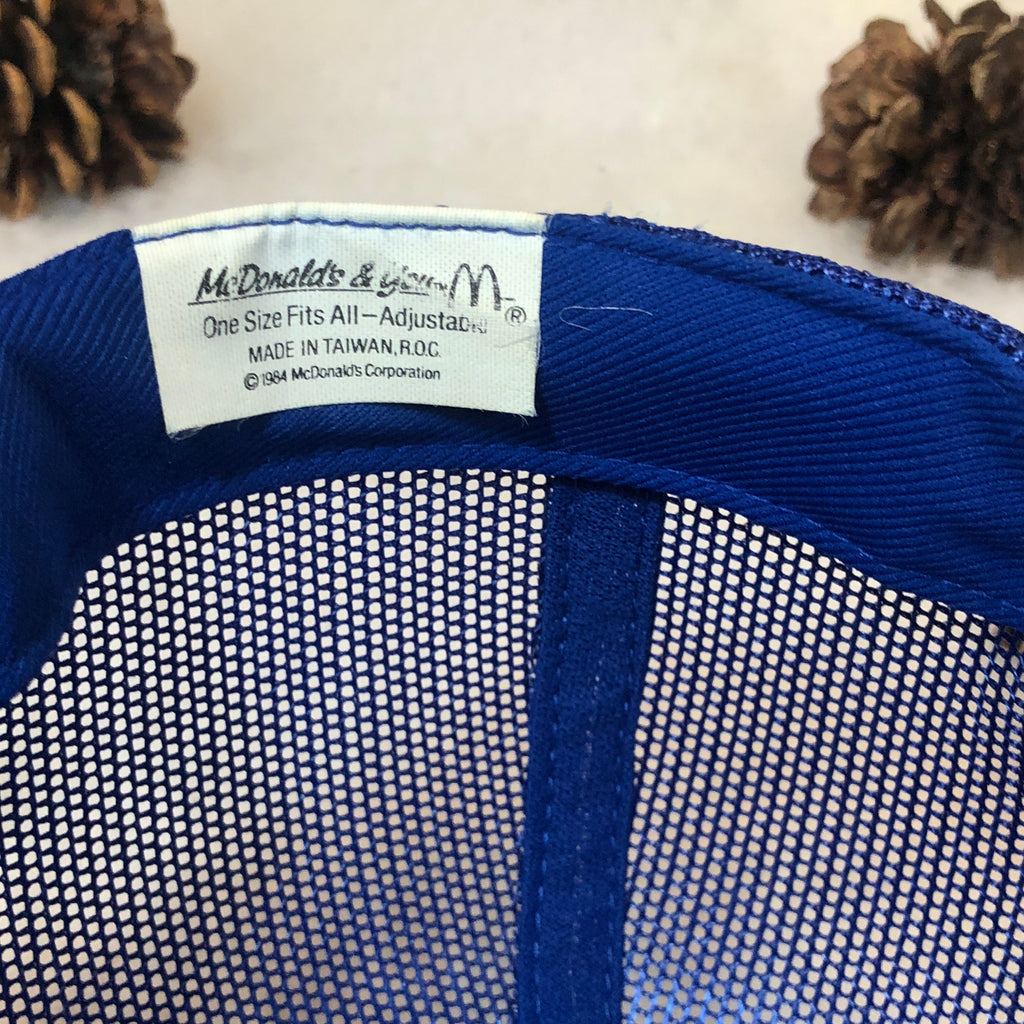 McDonald's & you
One Size Fits All-Adjustable
MADE IN TAIWAN, R.O.C.
© 1984 McDonald's Corporation